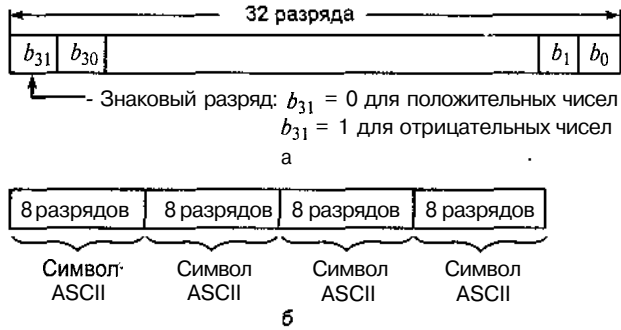 32 разряда
b31 b30 b1 b0
- Знаковый разряд: b31 = 0 для положительных чисел
b31 = 1 для отрицательных чисел
а
8 разрядов 8 разрядов 8 разрядов 8 разрядов
Символ Символ Символ Символ
ASCII ASCII ASCII ASCII
б